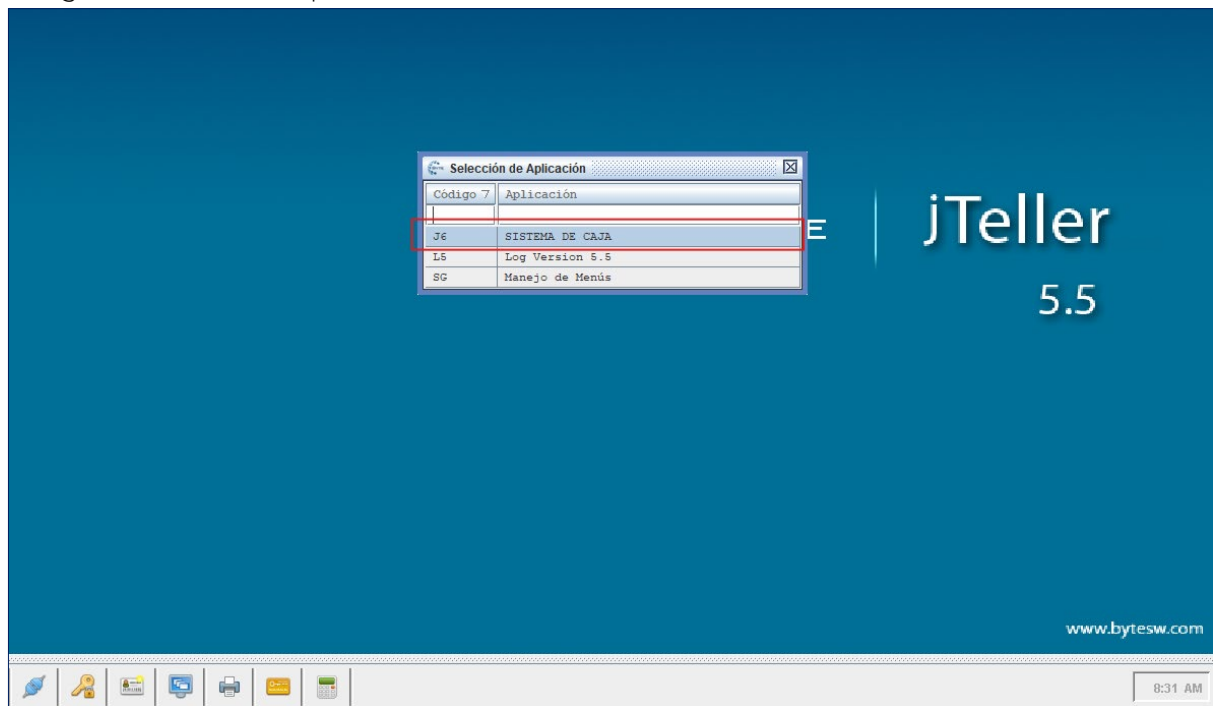 Selección de Aplicación
Código Aplicación
J6 SISTEMA DE CAJA
L5 Log Version 5.5
SG Manejo de Menús
E
jTeller
5.5
www.bytesw.com
8:31 AM